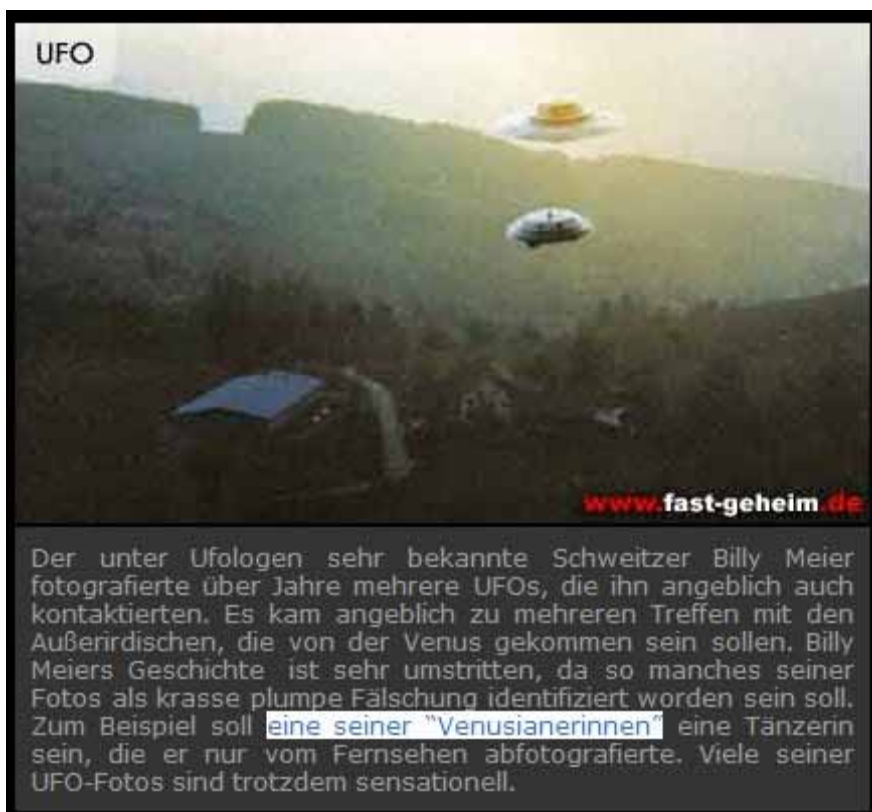 UFO
www.fast-geheim.de
Der unter Ufologen sehr bekannte Schweitzer Billy Meier
fotografierte über Jahre mehrere UFOs, die ihn angeblich auch
kontaktierten. Es kam angeblich zu mehreren Treffen mit den
Außerirdischen, die von der Venus gekommen sein sollen. Billy
Meiers Geschichte ist sehr umstritten, da so manches seiner
Fotos als krasse plumpe Fälschung identifiziert worden sein soll.
Zum Beispiel soll eine seiner “Venusianerinnen” eine Tänzerin
sein, die er nur vom Fernsehen abfotografierte. Viele seiner
UFO-Fotos sind trotzdem sensationell.